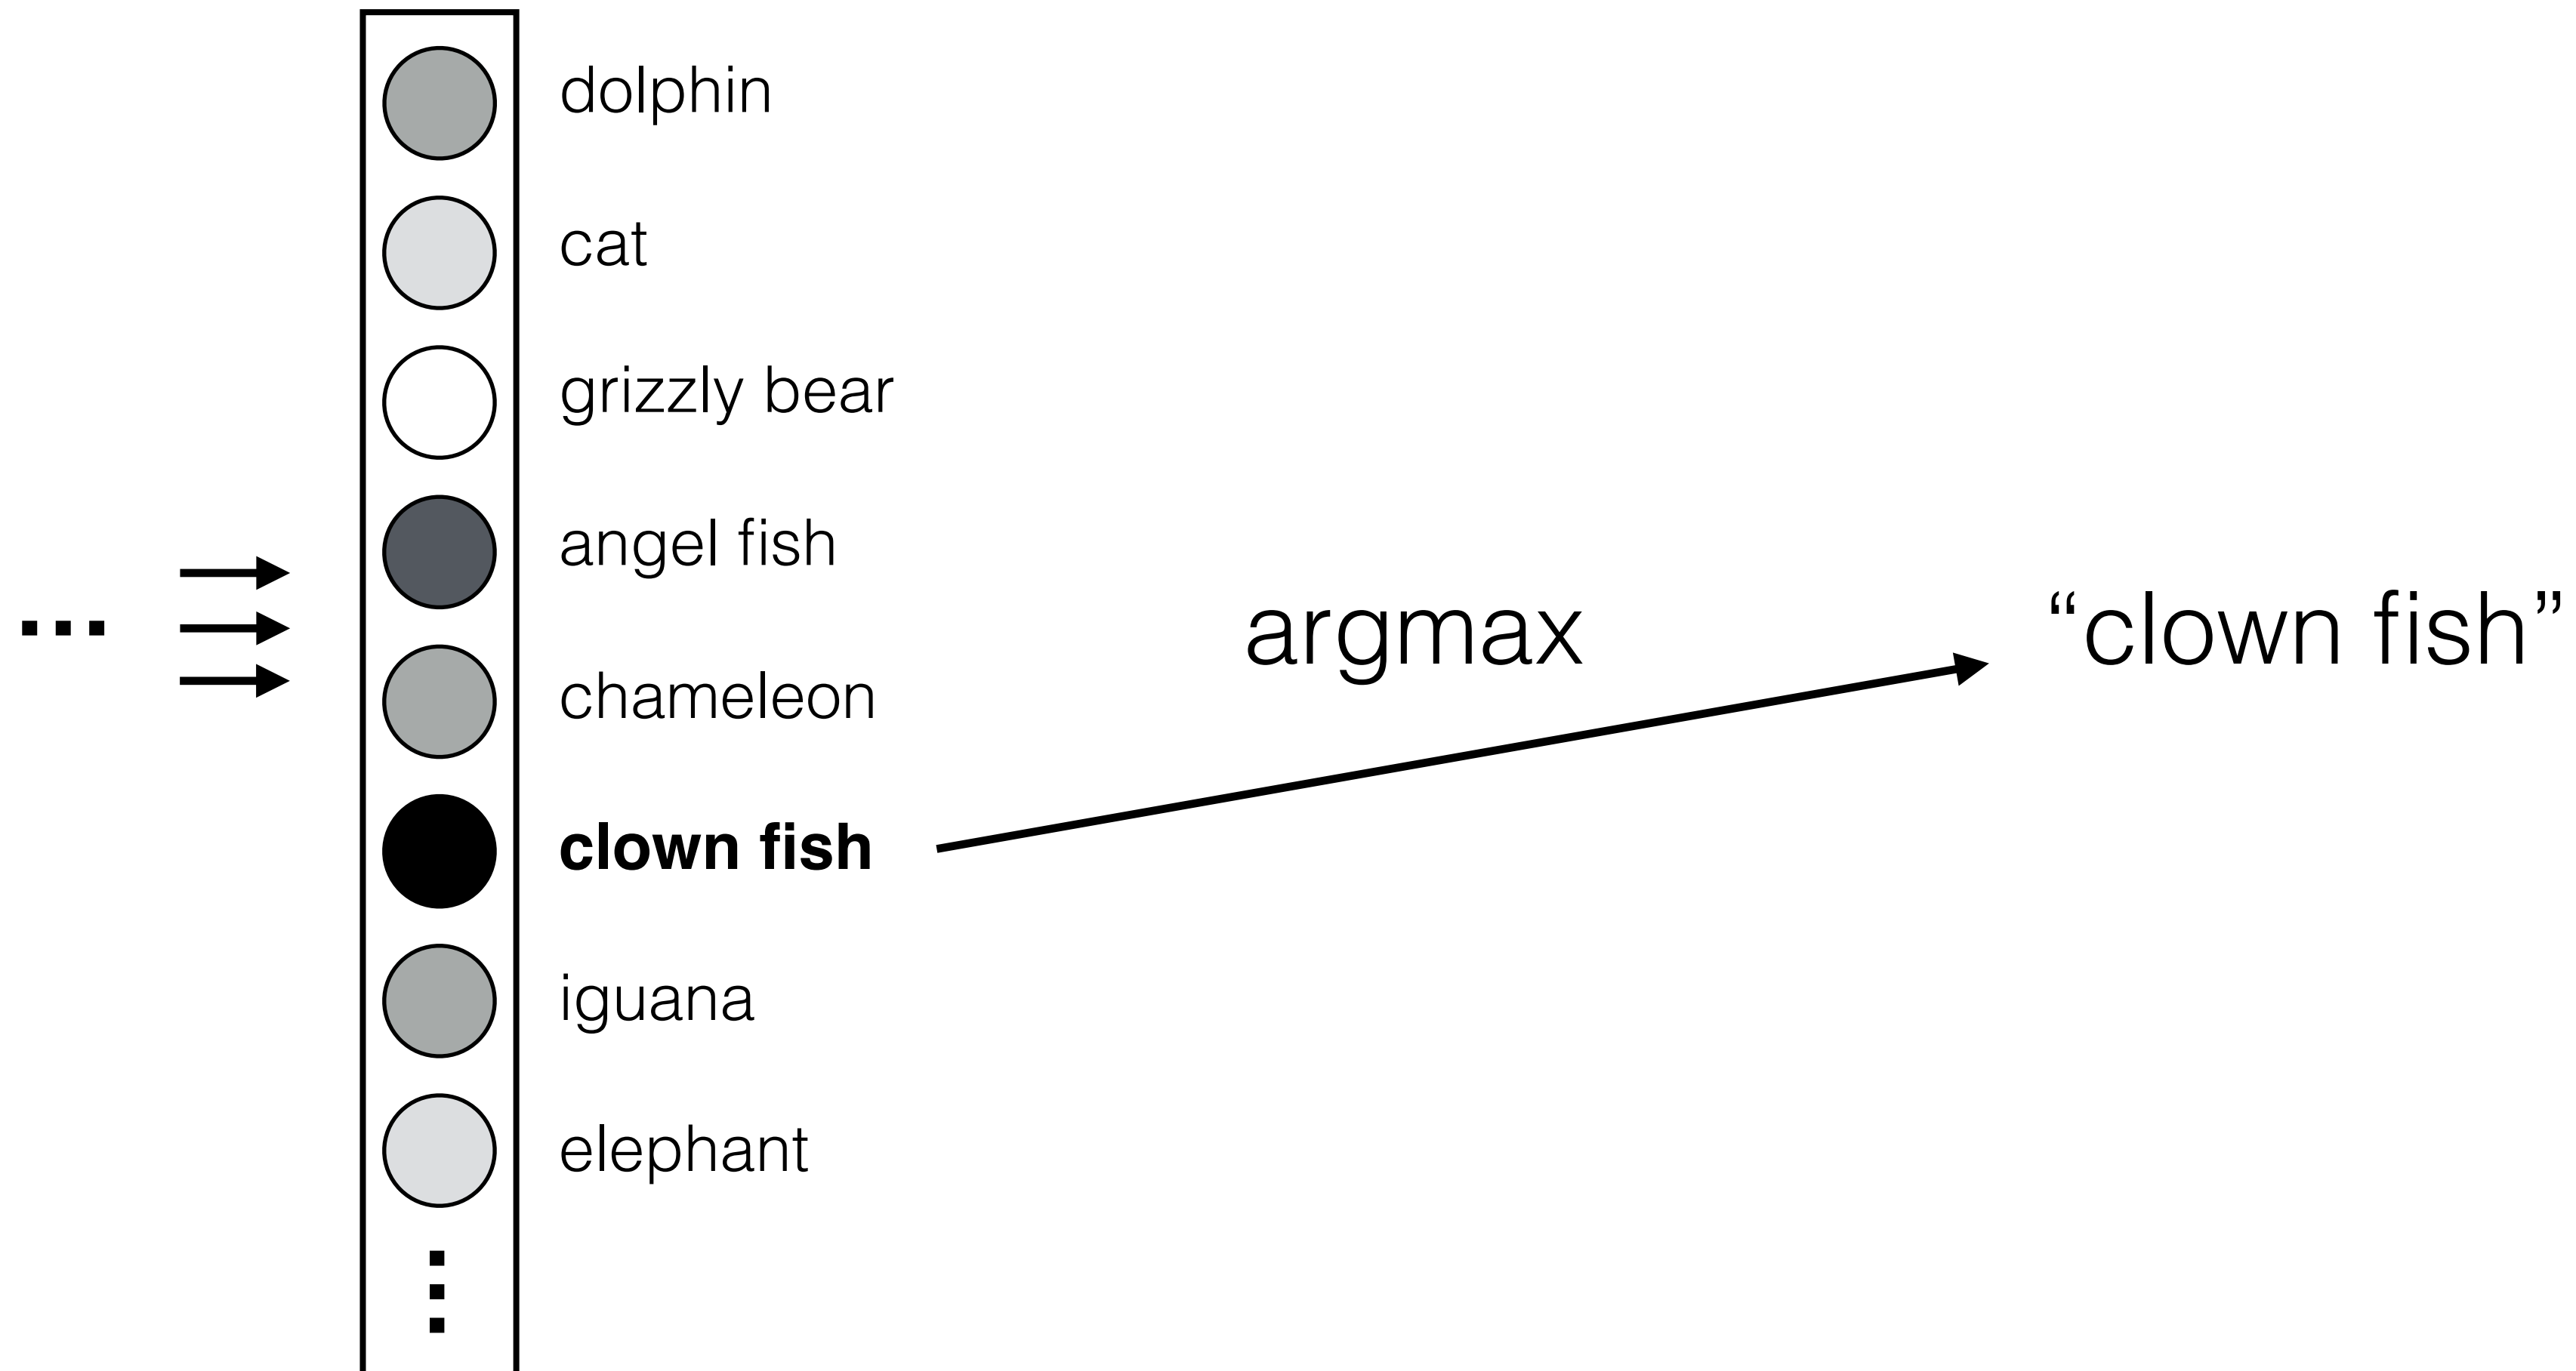 dolphin
cat
grizzly bear
angel fish
chameleon
clown fish
iguana
elephant
argmax
“clown fish”